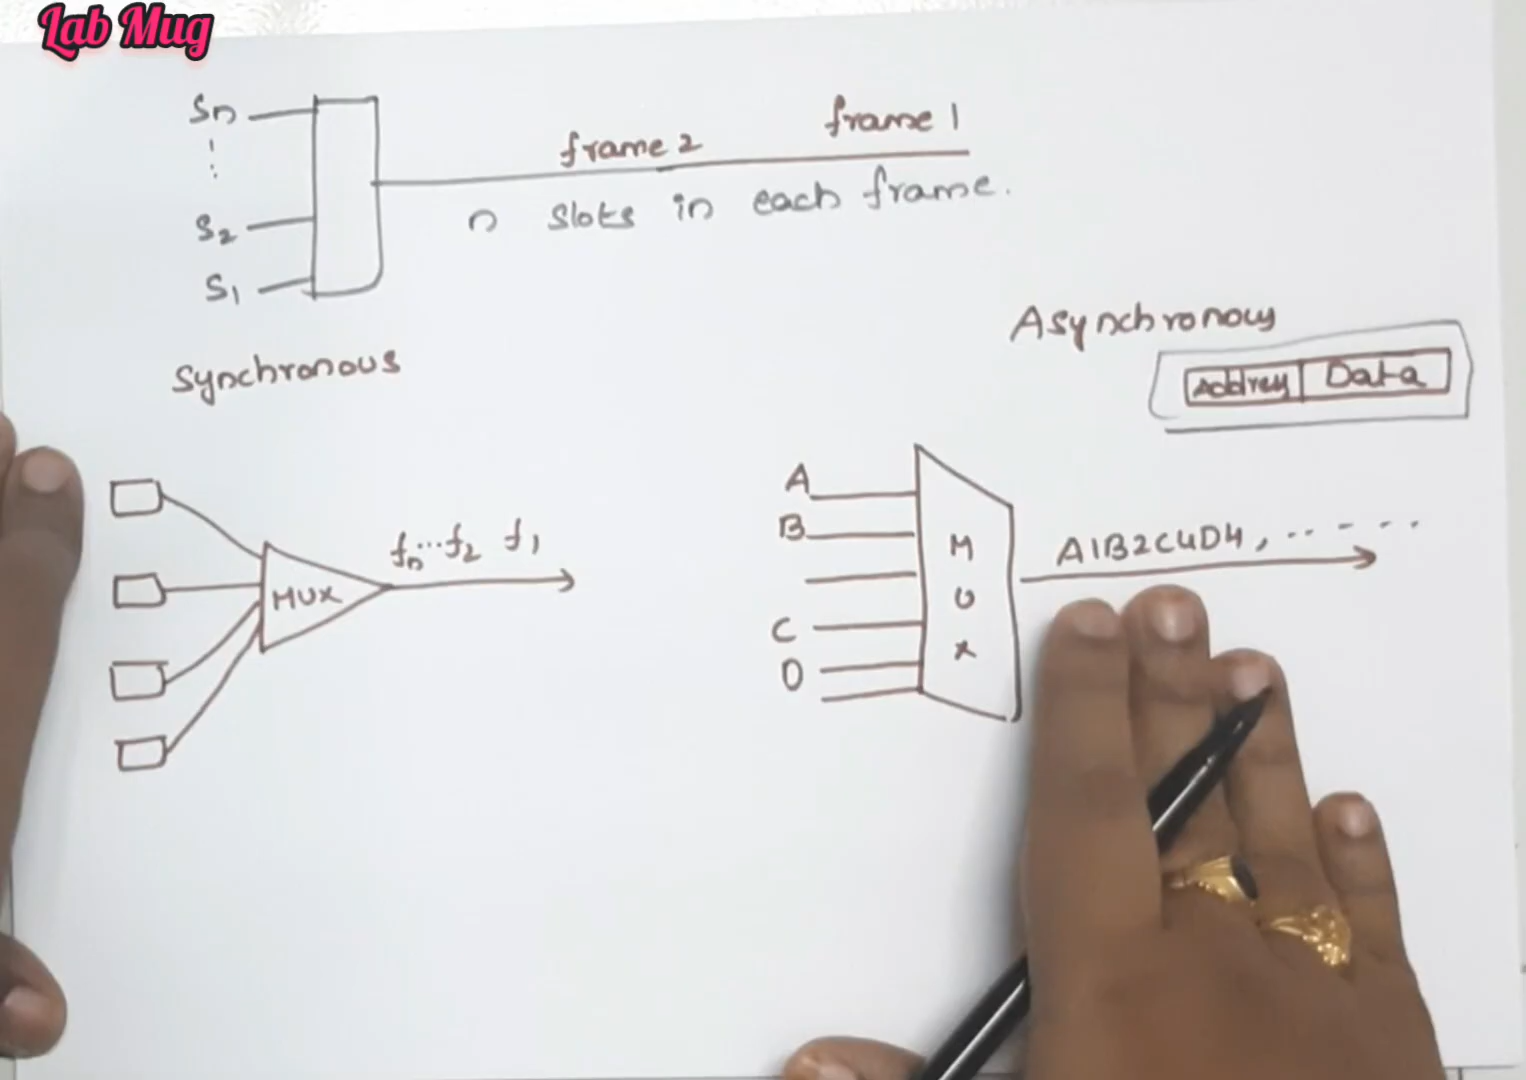 Lab Mug
Sn
S2
S1
frame 2 frame 1
n slots in each frame.
Synchronous
Asynchronous
Address Data
MUX
fn...f2 f1
A
B
C
D
MUX
A1B2C4D4, ......